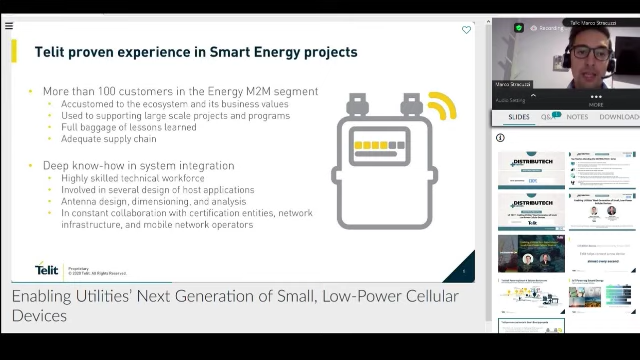 Telit proven experience in Smart Energy projects
• More than 100 customers in the Energy M2M segment
• Accustomed to the ecosystem and its business values
• Used to supporting large scale projects and programs
• Full baggage of lessons learned
• Adequate supply chain
• Deep know-how in system integration
• Highly skilled technical workforce
• Involved in several design of host applications
• Antenna design, dimensioning, and analysis
• In constant collaboration with certification entities, network
infrastructure, and mobile network operators
Telit
Proprietary.
© 2020 Telit. All Rights Reserved.
Enabling Utilities' Next Generation of Small, Low-Power Cellular
Devices
Recording
Telit: Marco Stracuzzi
Marco Stracuzzi
Audio Setting
MORE
SLIDES
Q&A
NOTES
DOWNLOAD
DISTRIBUTECH
DISTRIBUTECH